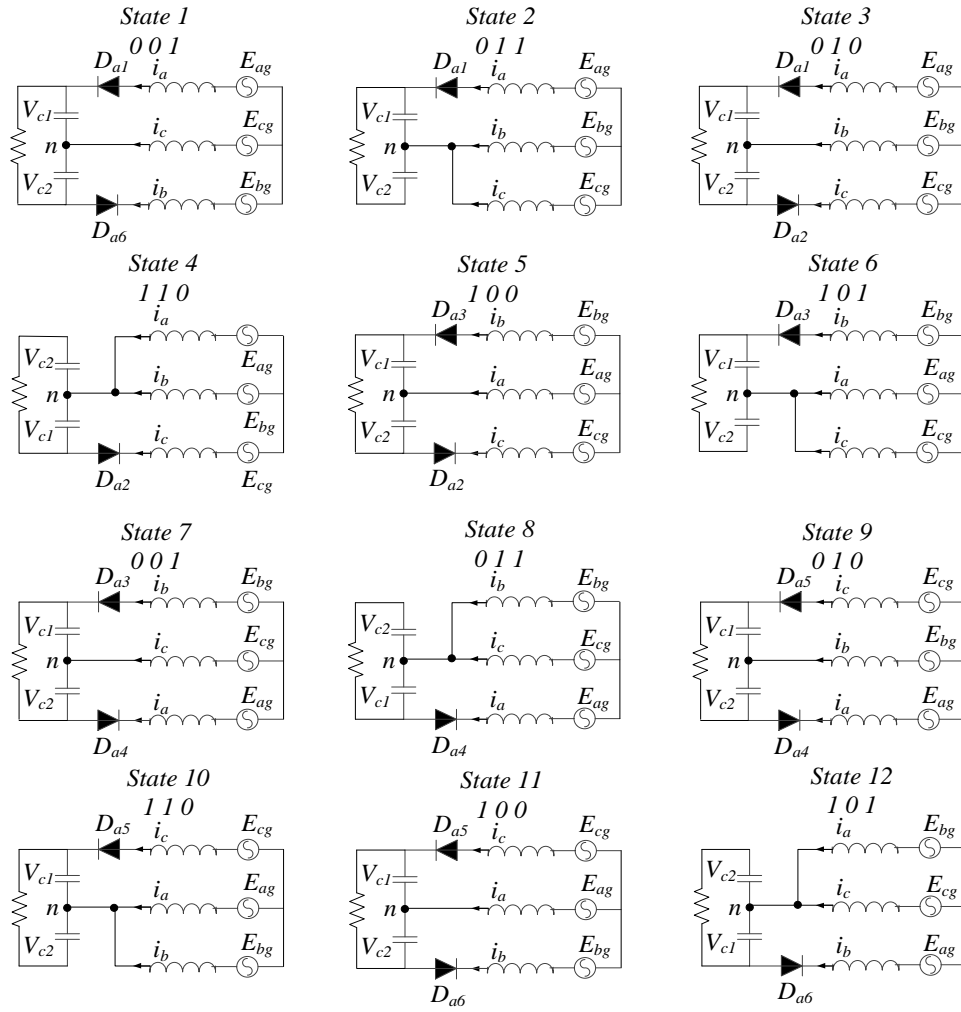 State 1
0 0 1
Da1 ia Eag
Vc1 ic Ecg
n
Vc2 ib Ebg
Da6
State 2
0 1 1
Da1 ia Eag
Vc1 ib Ebg
n
Vc2 ic Ecg
State 3
0 1 0
Da1 ia Eag
Vc1 ib Ebg
n
Vc2 ic Ecg
Da2
State 4
1 1 0
ia
Vc2 Eag
n ib
Vc1 ic Ebg
Da2 Ecg
State 5
1 0 0
Da3 ib Ebg
Vc1 ia Eag
n
Vc2 ic Ecg
Da2
State 6
1 0 1
Da3 ib Ebg
Vc1 ia Eag
n
Vc2 ic Ecg
State 7
0 0 1
Da3 ib Ebg
Vc1 ic Ecg
n
Vc2 ia Eag
Da4
State 8
0 1 1
ib Ebg
Vc2 ic Ecg
n
Vc1 ia Eag
Da4
State 9
0 1 0
Da5 ic Ecg
Vc1 ib Ebg
n
Vc2 ia Eag
Da4
State 10
1 1 0
Da5 ic Ecg
Vc1 ia Eag
n
Vc2 ib Ebg
State 11
1 0 0
Da5 ic Ecg
Vc1 ia Eag
n
Vc2 ib Ebg
Da6
State 12
1 0 1
ia Ebg
Vc2 ic Ecg
n
Vc1 ib Eag
Da6